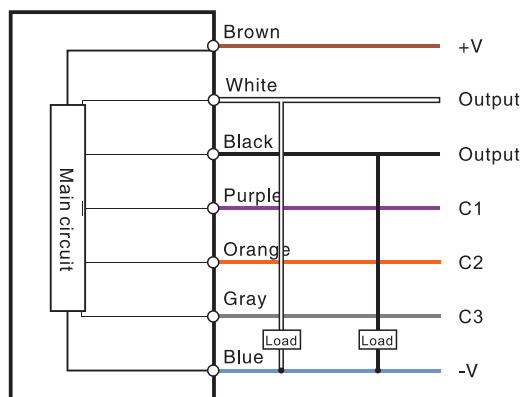 Brown
+V
White
Output
Black
Output
Purple
C1
Orange
C2
Gray
C3
Blue
-V
Main circuit
Load
Load